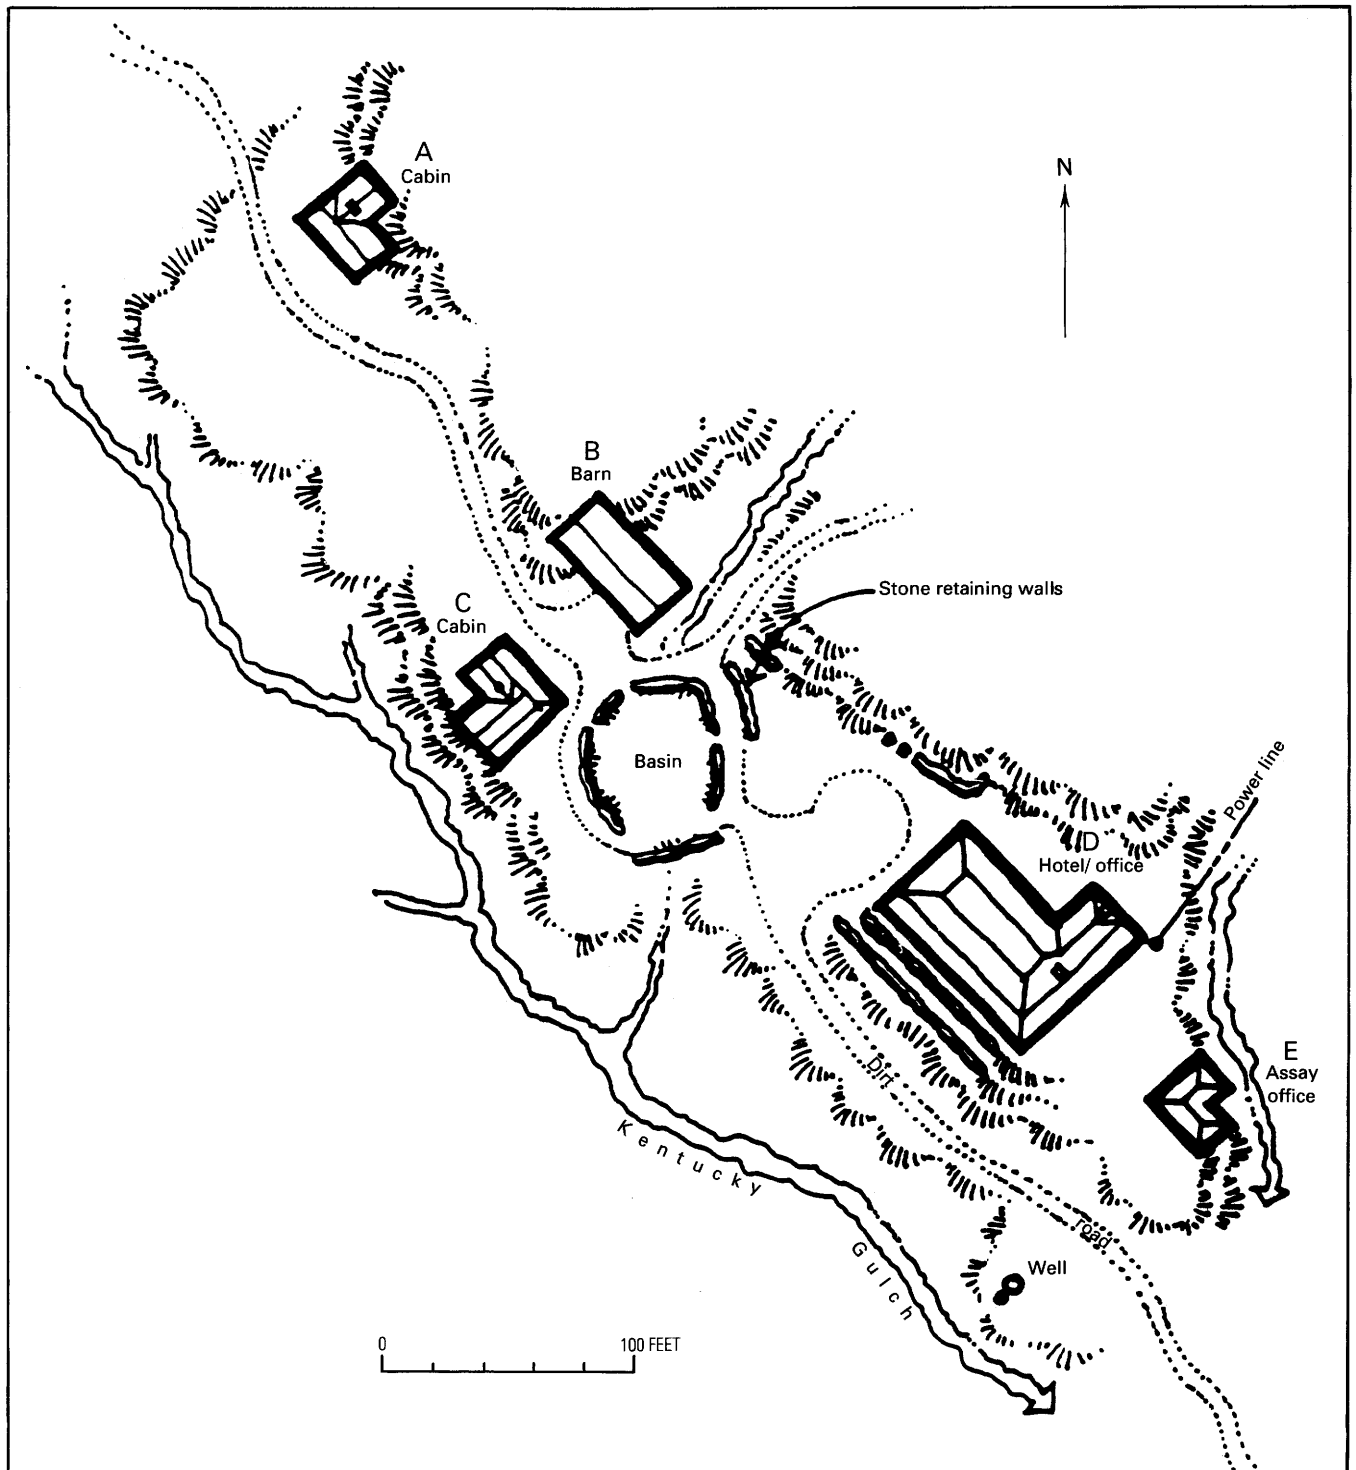 A
Cabin
N
B
Barn
Stone retaining walls
C
Cabin
Basin
Power line
D
Hotel/ office
E
Assay
office
Dirt
road
Kentucky
Gulch
Well
0
100 FEET